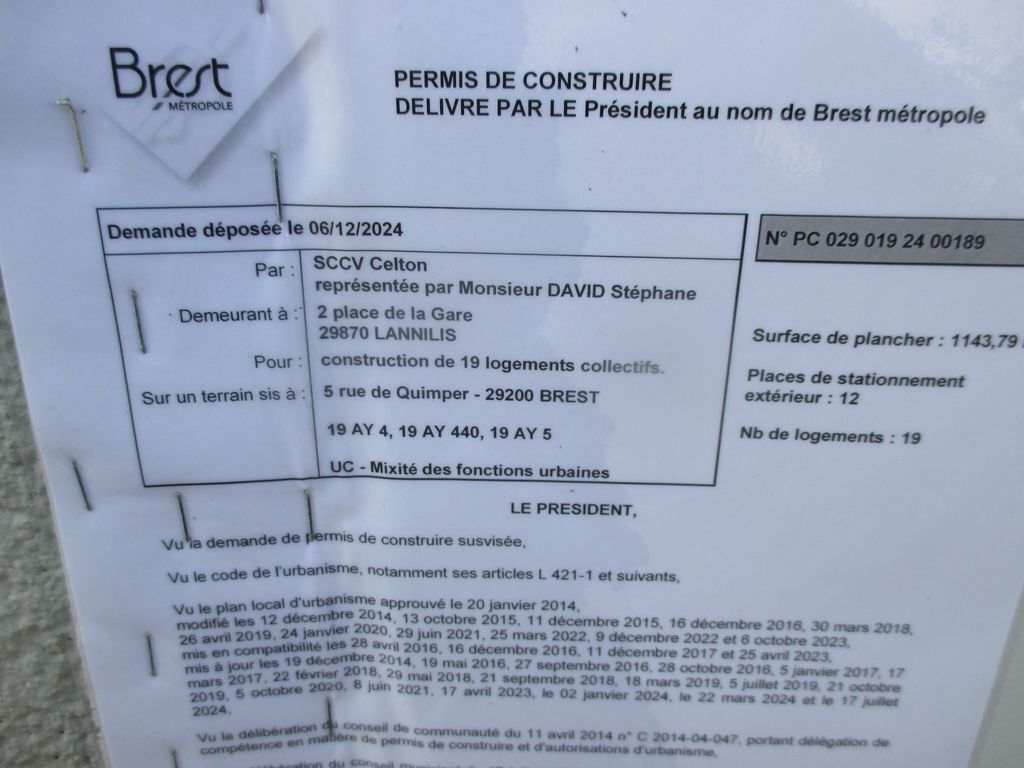 Brest
MÉTROPOLE
PERMIS DE CONSTRUIRE
DELIVRE PAR LE Président au nom de Brest métropole
Demande déposée le 06/12/2024
N° PC 029 019 24 00189
Par : SCCV Celton
représentée par Monsieur DAVID Stéphane
Demeurant à : 2 place de la Gare
29870 LANNILIS
Pour : construction de 19 logements collectifs.
Sur un terrain sis à : 5 rue de Quimper - 29200 BREST
19 AY 4, 19 AY 440, 19 AY 5
UC - Mixité des fonctions urbaines
Surface de plancher : 1143,79
Places de stationnement
extérieur : 12
Nb de logements : 19
LE PRESIDENT,
Vu la demande de permis de construire susvisée,
Vu le code de l'urbanisme, notamment ses articles L 421-1 et suivants,
Vu le plan local d'urbanisme approuvé le 20 janvier 2014,
modifié les 12 décembre 2014, 13 octobre 2015, 11 décembre 2015, 16 décembre 2016, 30 mars 2018,
26 avril 2019, 24 janvier 2020, 29 juin 2021, 25 mars 2022, 9 décembre 2022 et 6 octobre 2023,
mis en compatibilité les 28 avril 2016, 16 décembre 2016, 11 décembre 2017 et 25 avril 2023,
mis à jour les 19 décembre 2014, 19 mai 2016, 27 septembre 2016, 28 octobre 2016, 5 janvier 2017, 17
mars 2017, 22 février 2018, 29 mai 2018, 21 septembre 2018, 18 mars 2019, 5 juillet 2019, 21 octobre
2019, 5 octobre 2020, 8 juin 2021, 17 avril 2023, le 02 janvier 2024, le 22 mars 2024 et le 17 juillet
2024,
Vu la délibération du conseil de communauté du 11 avril 2014 n° C 2014-04-047, portant délégation de
compétence en matière de permis de construire et d'autorisations d'urbanisme,
délibération du conseil